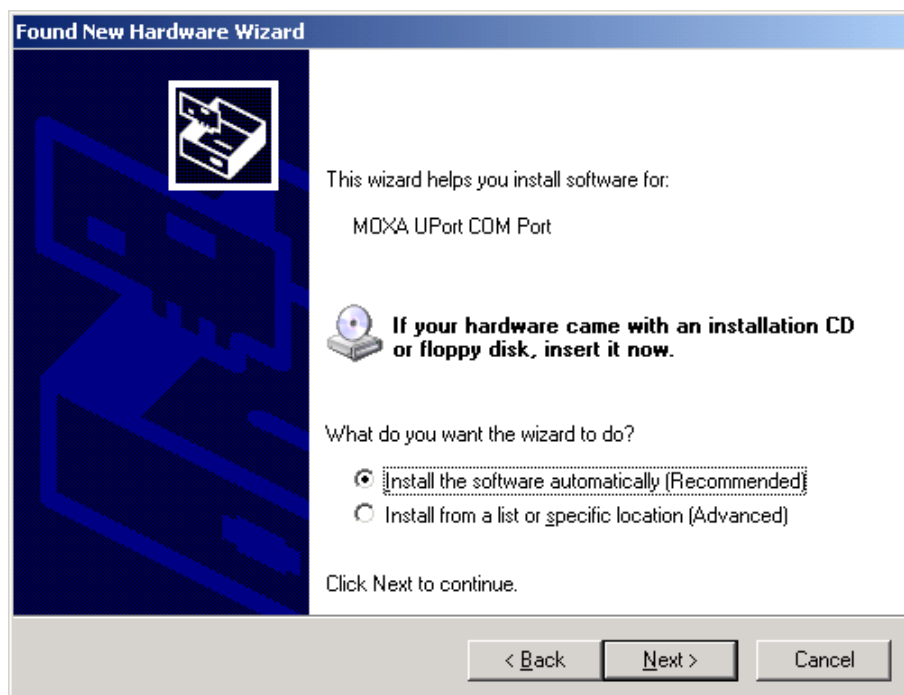 Found New Hardware Wizard
This wizard helps you install software for:
MOXA UPort COM Port
If your hardware came with an installation CD
or floppy disk, insert it now.
What do you want the wizard to do?
Install the software automatically (Recommended)
Install from a list or specific location (Advanced)
Click Next to continue.
< Back Next > Cancel